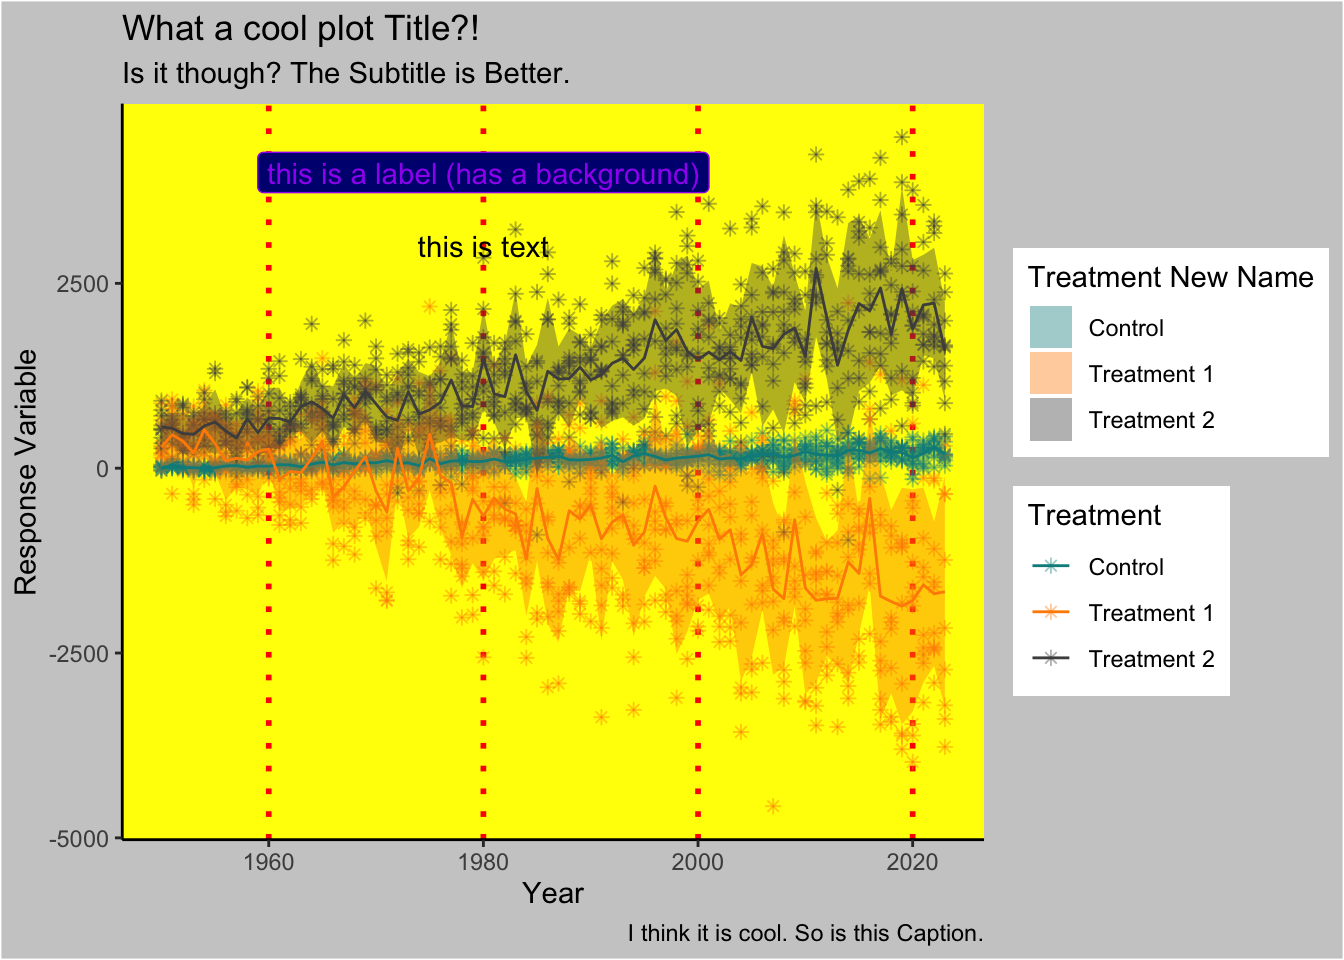 What a cool plot Title?!
Is it though? The Subtitle is Better.
this is a label (has a background)
this is text
Response Variable
2500
0
-2500
-5000
1960 1980 2000 2020
Year
I think it is cool. So is this Caption.
Treatment New Name
Control
Treatment 1
Treatment 2
Treatment
Control
Treatment 1
Treatment 2